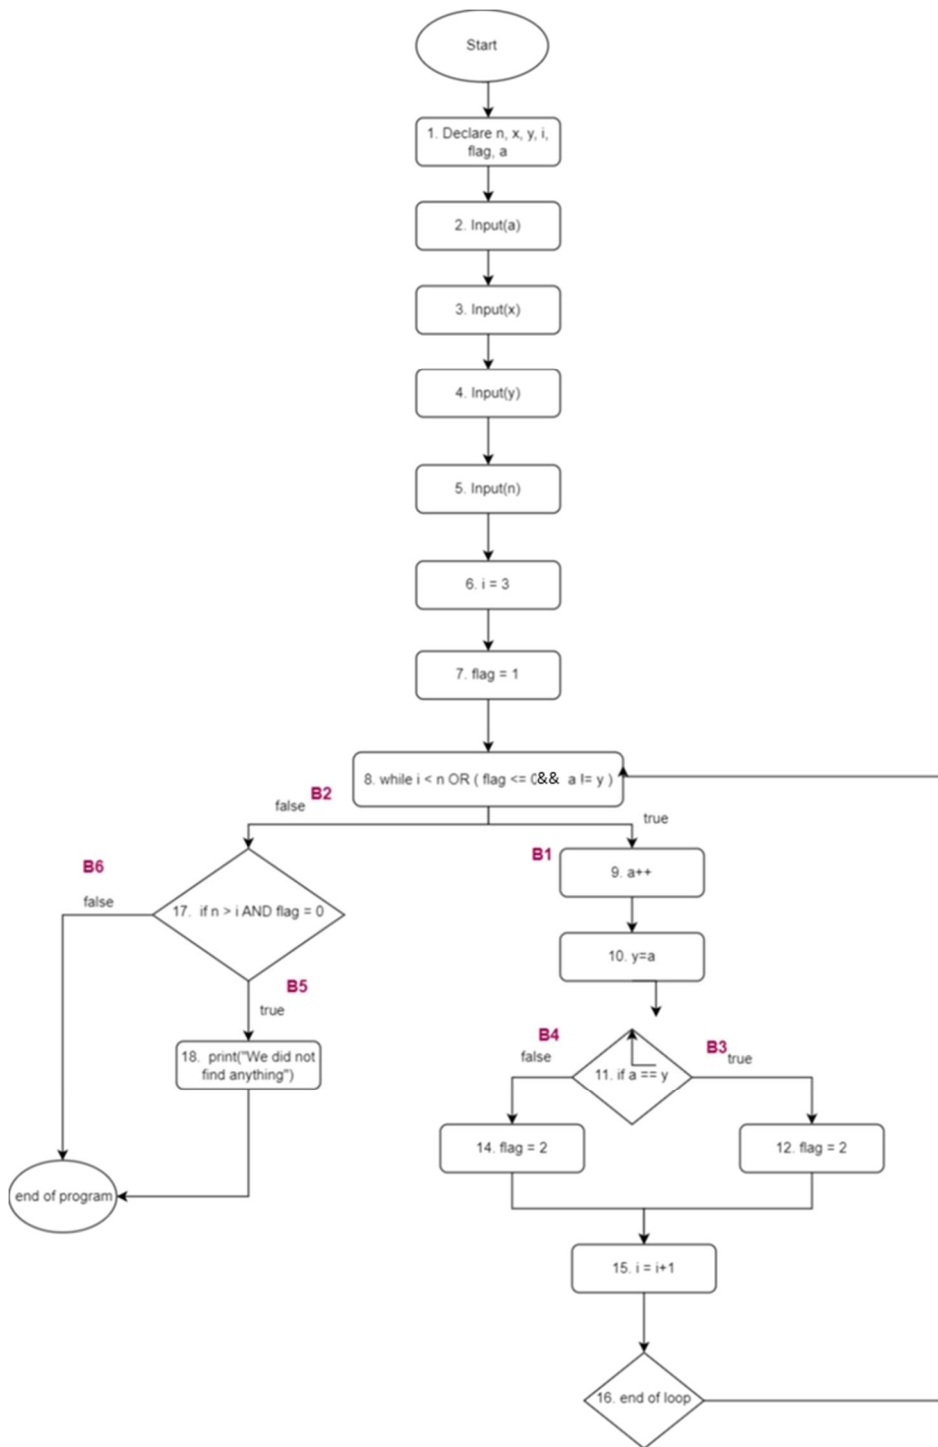 Start
1. Declare n, x, y, i,
flag, a
2. Input(a)
3. Input(x)
4. Input(y)
5. Input(n)
6. i = 3
7. flag = 1
8. while i < n OR ( flag <= 0&& a != y )
B2
false
true
B1
9. a++
B6
false
17. if n > i AND flag = 0
10. y=a
B5
true
B4
false
B3
true
11. if a == y
18. print("We did not
find anything")
14. flag = 2
12. flag = 2
end of program
15. i = i+1
16. end of loop